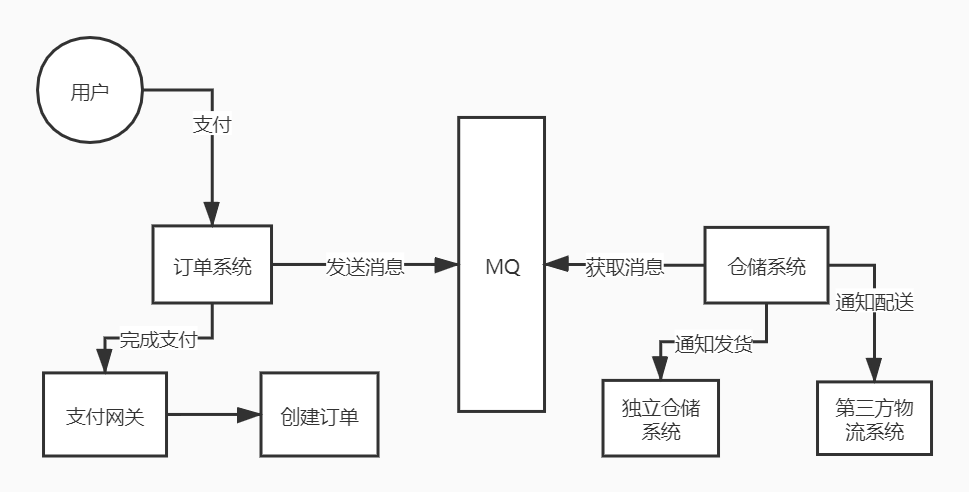 用户
支付
订单系统
发送消息
MQ
获取消息
仓储系统
通知配送
完成支付
通知发货
支付网关
创建订单
独立仓储
系统
第三方物
流系统